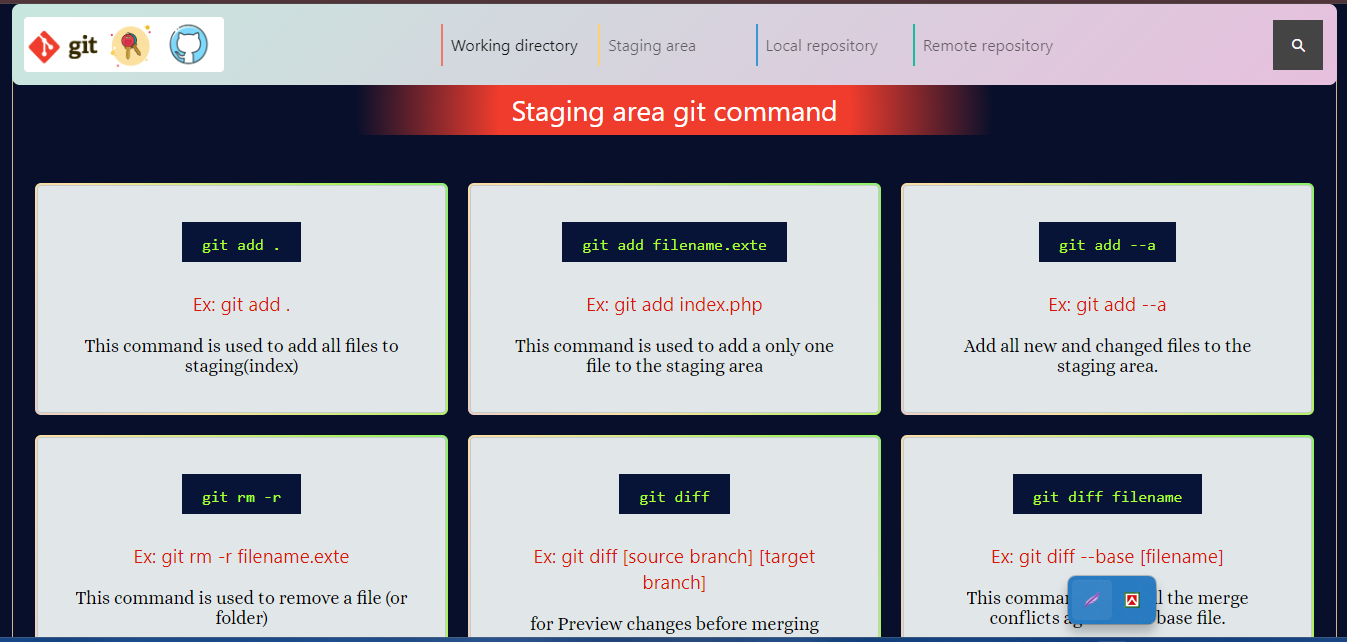 git
Working directory
Staging area
Local repository
Remote repository
Staging area git command
git add .
Ex: git add .
This command is used to add all files to
staging(index)
git add filename.exte
Ex: git add index.php
This command is used to add a only one
file to the staging area
git add --a
Ex: git add --a
Add all new and changed files to the
staging area.
git rm -r
Ex: git rm -r filename.exte
This command is used to remove a file (or
folder)
git diff
Ex: git diff [source branch] [target
branch]
for Preview changes before merging
git diff filename
Ex: git diff --base [filename]
This the merge
conflicts base file.